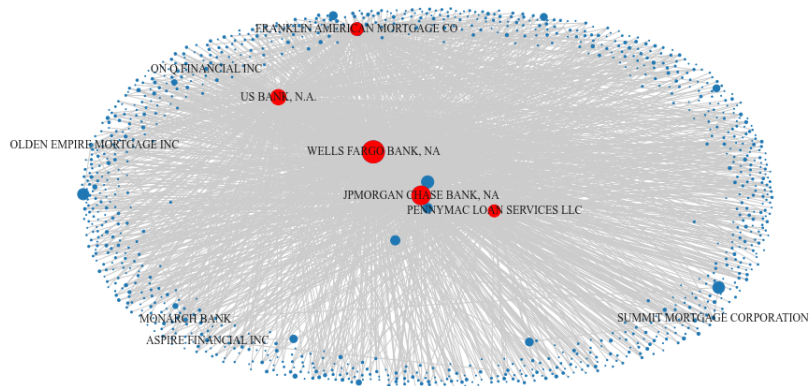 FRANKLIN AMERICAN MORTGAGE CO
ON Q FINANCIAL INC
US BANK, N.A.
OLDEN EMPIRE MORTGAGE INC
WELLS FARGO BANK, NA
JPMORGAN CHASE BANK, NA
PENNYMAC LOAN SERVICES LLC
MONARCH BANK
SUMMIT MORTGAGE CORPORATION
ASPIRE FINANCIAL INC